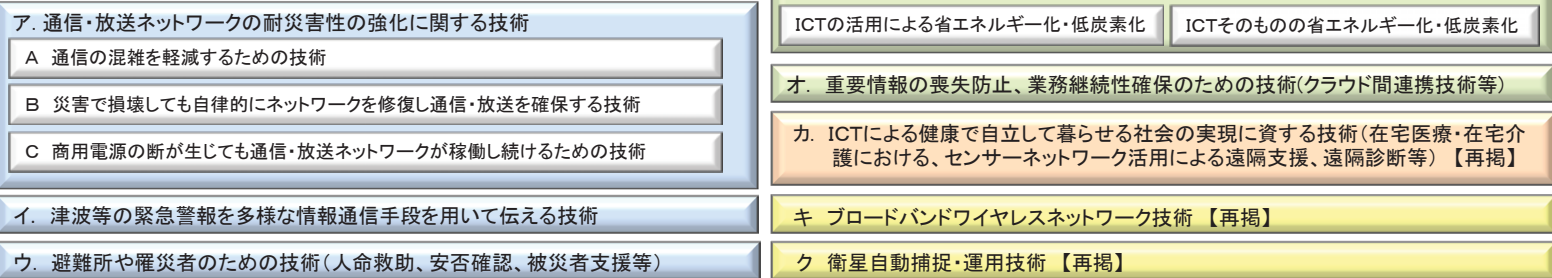 ア. 通信・放送ネットワークの耐災害性の強化に関する技術
A 通信の混雑を軽減するための技術
B 災害で損壊しても自律的にネットワークを修復し通信・放送を確保する技術
C 商用電源の断が生じても通信・放送ネットワークが稼働し続けるための技術
イ. 津波等の緊急警報を多様な情報通信手段を用いて伝える技術
ウ. 避難所や罹災者のための技術(人命救助、安否確認、被災者支援等)
ICTの活用による省エネルギー化・低炭素化
ICTそのものの省エネルギー化・低炭素化
オ. 重要情報の喪失防止、業務継続性確保のための技術(クラウド間連携技術等)
カ. ICTによる健康で自立して暮らせる社会の実現に資する技術(在宅医療・在宅介
護における、センサーネットワーク活用による遠隔支援、遠隔診断等) 【再掲】
キ ブロードバンドワイヤレスネットワーク技術 【再掲】
ク 衛星自動捕捉・運用技術 【再掲】